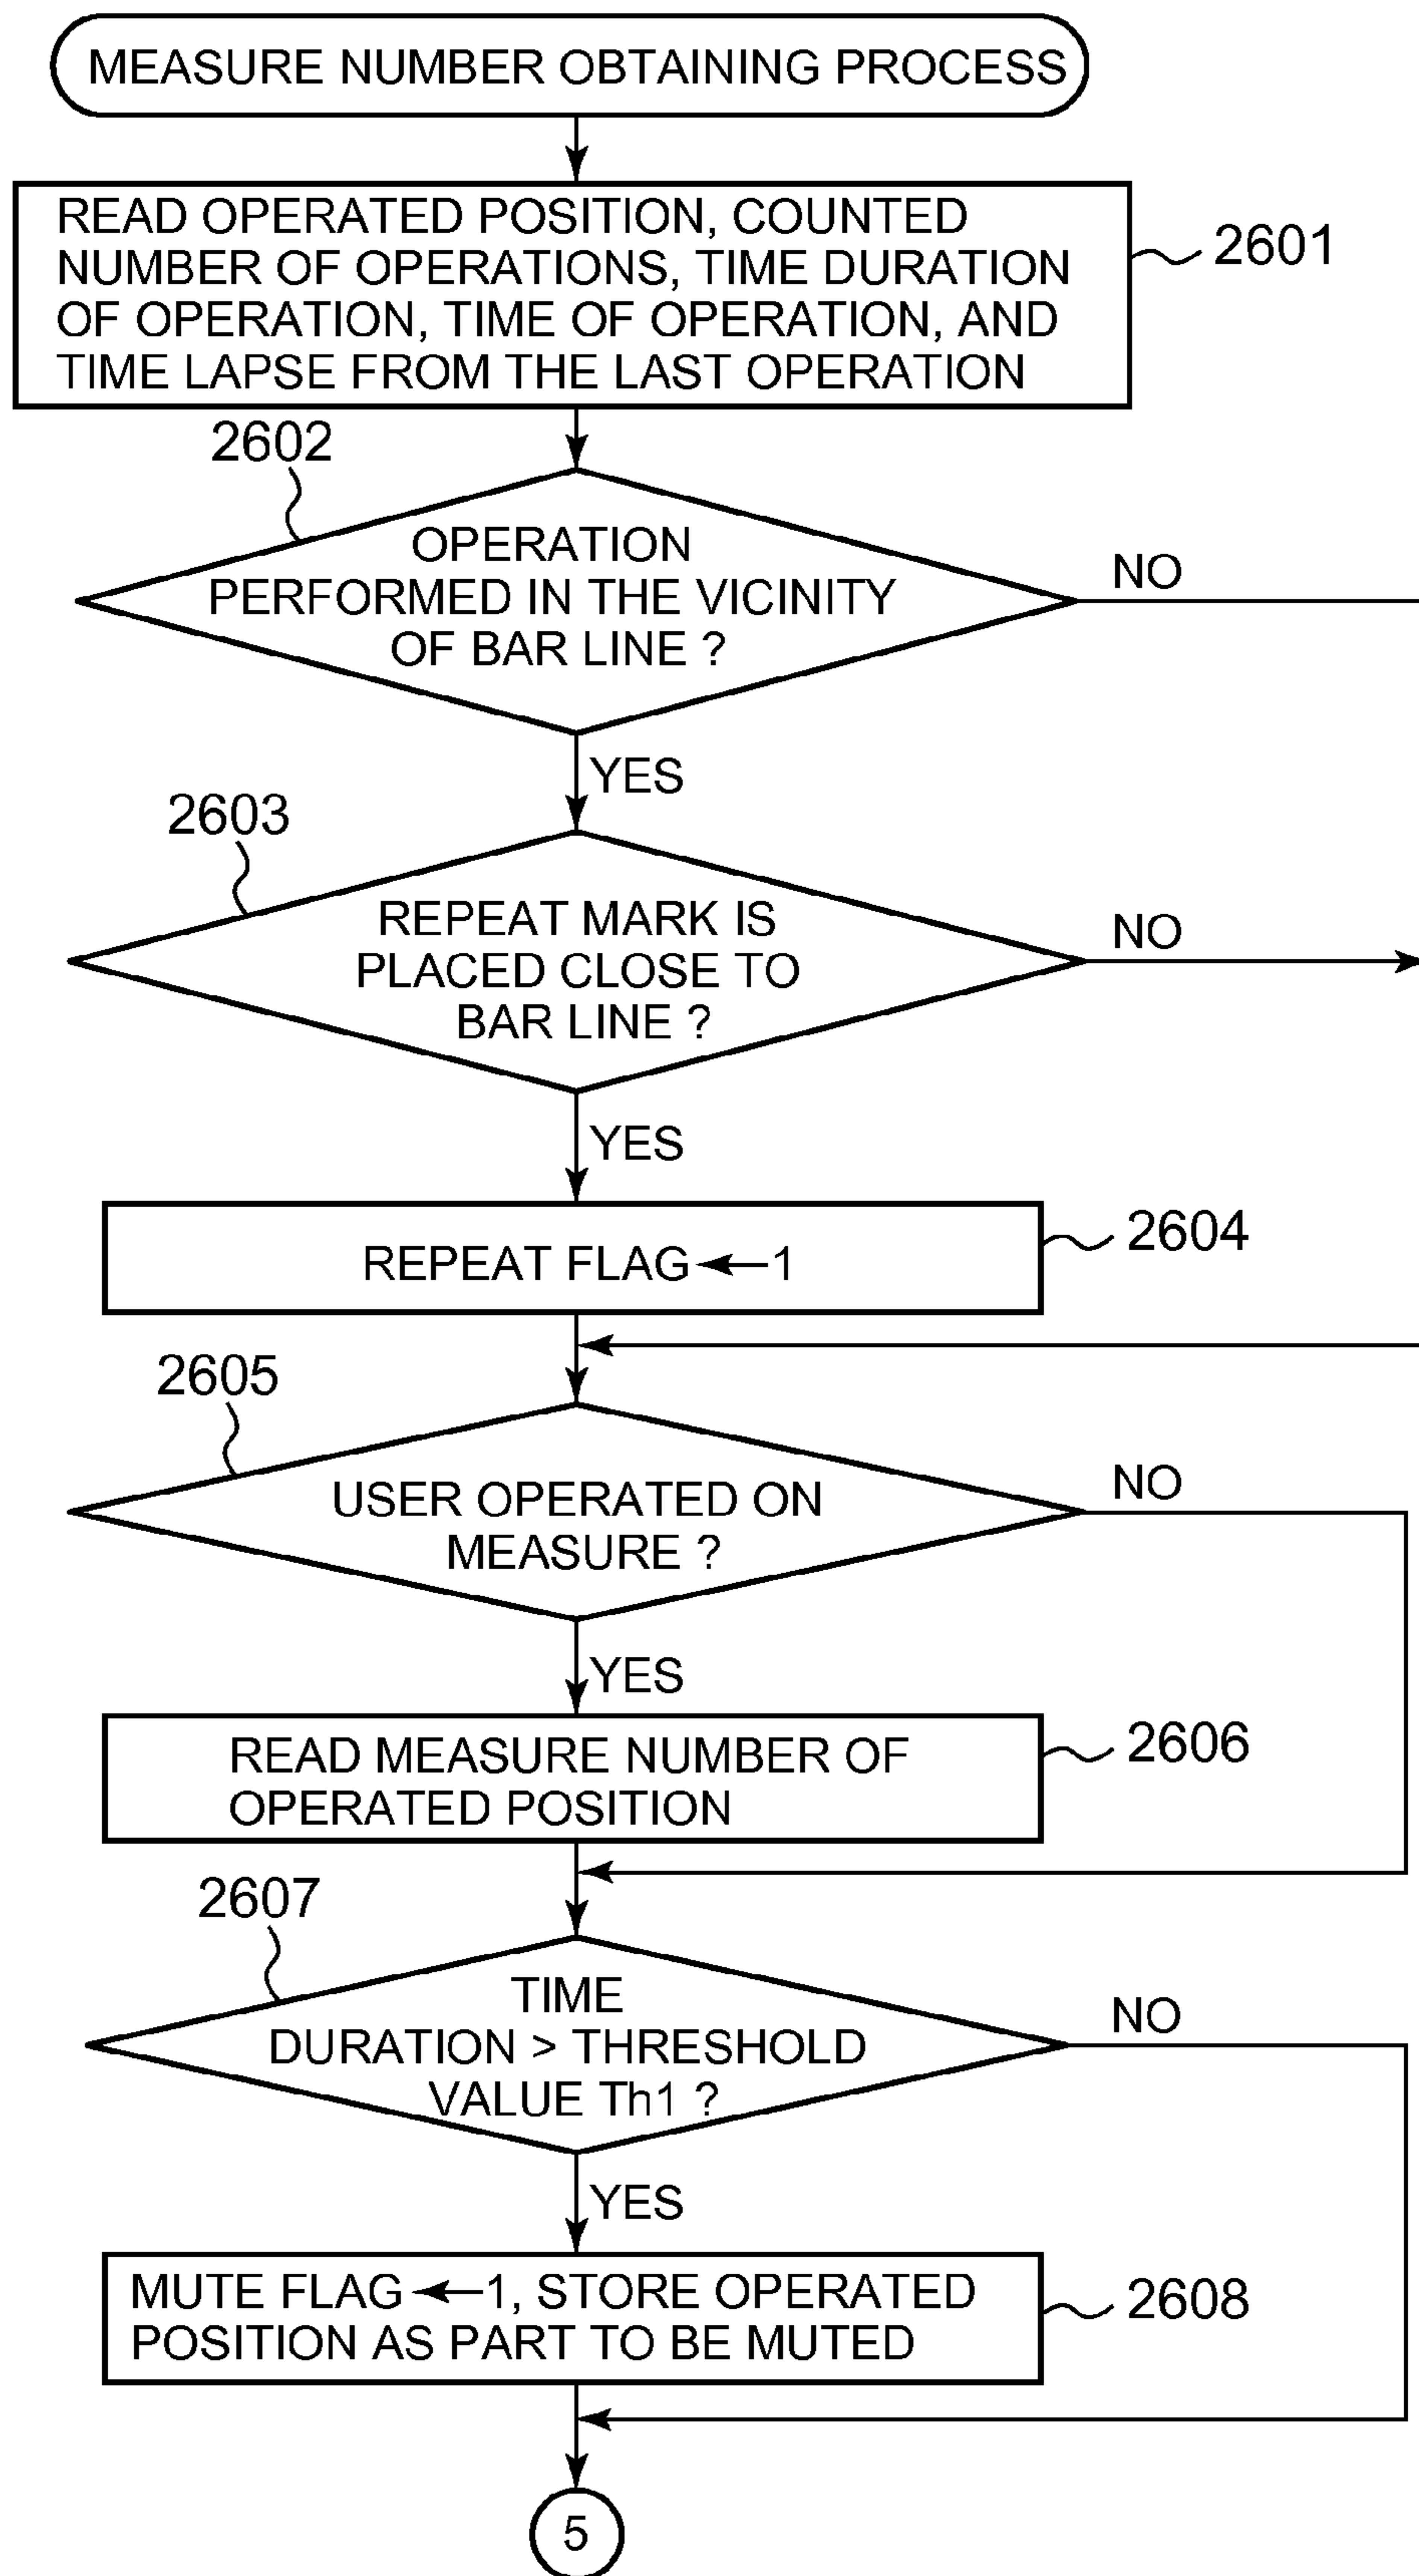 MEASURE NUMBER OBTAINING PROCESS
READ OPERATED POSITION, COUNTED
NUMBER OF OPERATIONS, TIME DURATION
OF OPERATION, TIME OF OPERATION, AND
TIME LAPSE FROM THE LAST OPERATION
2601
2602
OPERATION
PERFORMED IN THE VICINITY
OF BAR LINE ?
NO
YES
2603
REPEAT MARK IS
PLACED CLOSE TO
BAR LINE ?
NO
YES
REPEAT FLAG←1
2604
2605
USER OPERATED ON
MEASURE ?
NO
YES
READ MEASURE NUMBER OF
OPERATED POSITION
2606
2607
TIME
DURATION > THRESHOLD
VALUE Th1 ?
NO
YES
MUTE FLAG←1, STORE OPERATED
POSITION AS PART TO BE MUTED
2608
5